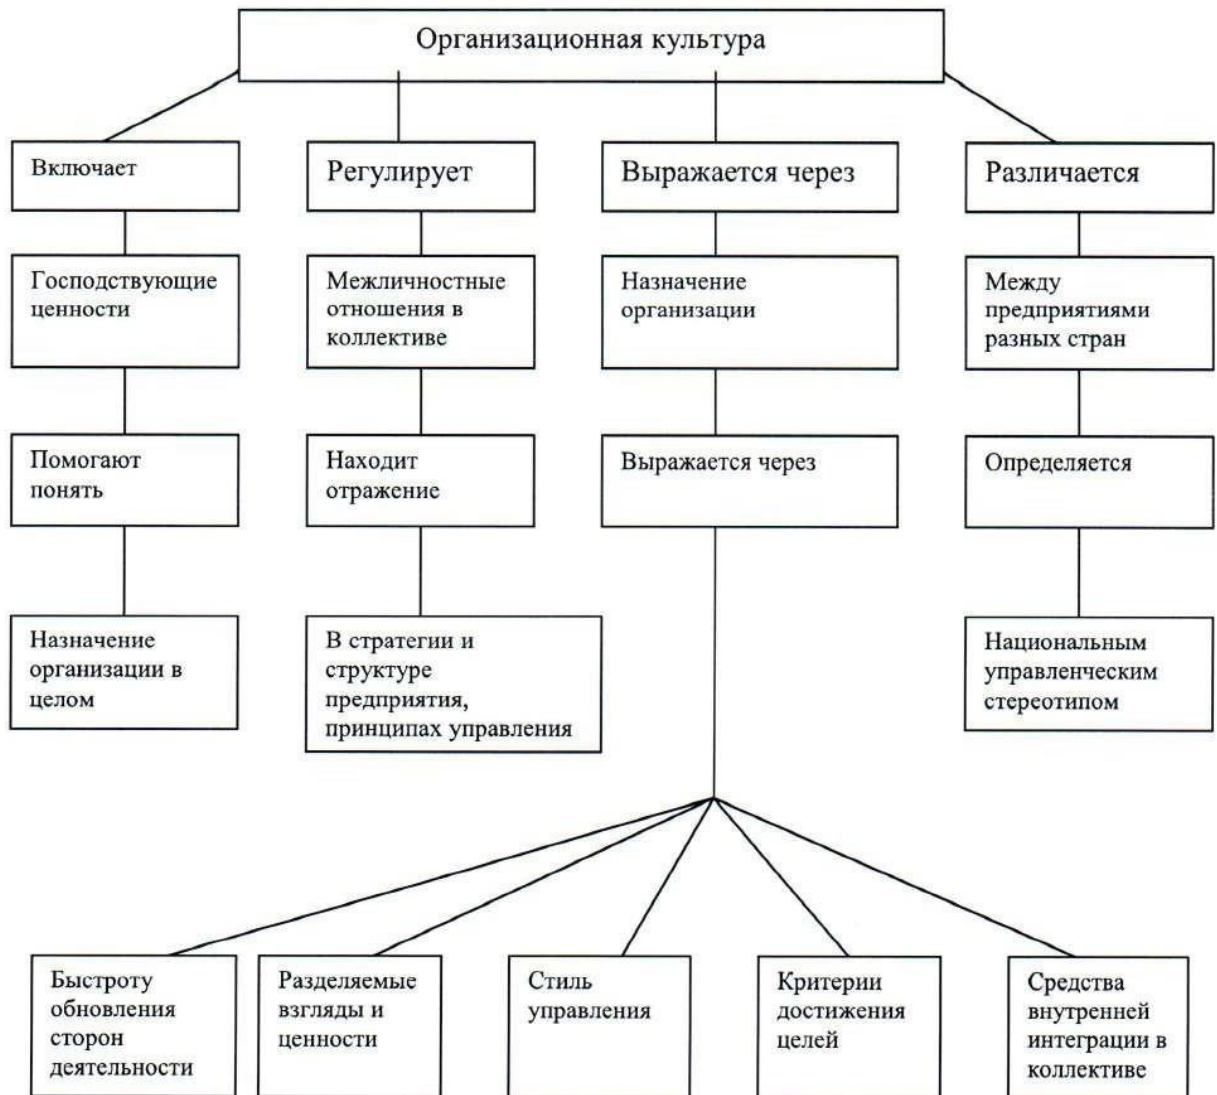 Организационная культура
Включает
Регулирует
Выражается через
Различается
Господствующие
ценности
Межличностные
отношения в
коллективе
Назначение
организации
Между
предприятиями
разных стран
Помогают
понять
Находит
отражение
Выражается через
Определяется
Назначение
организации в
целом
В стратегии и
структуре
предприятия,
принципах управления
Национальным
управленческим
стереотипом
Быстроту
обновления
сторон
деятельности
Разделяемые
взгляды и
ценности
Стиль
управления
Критерии
достижения
целей
Средства
внутренней
интеграции в
коллективе